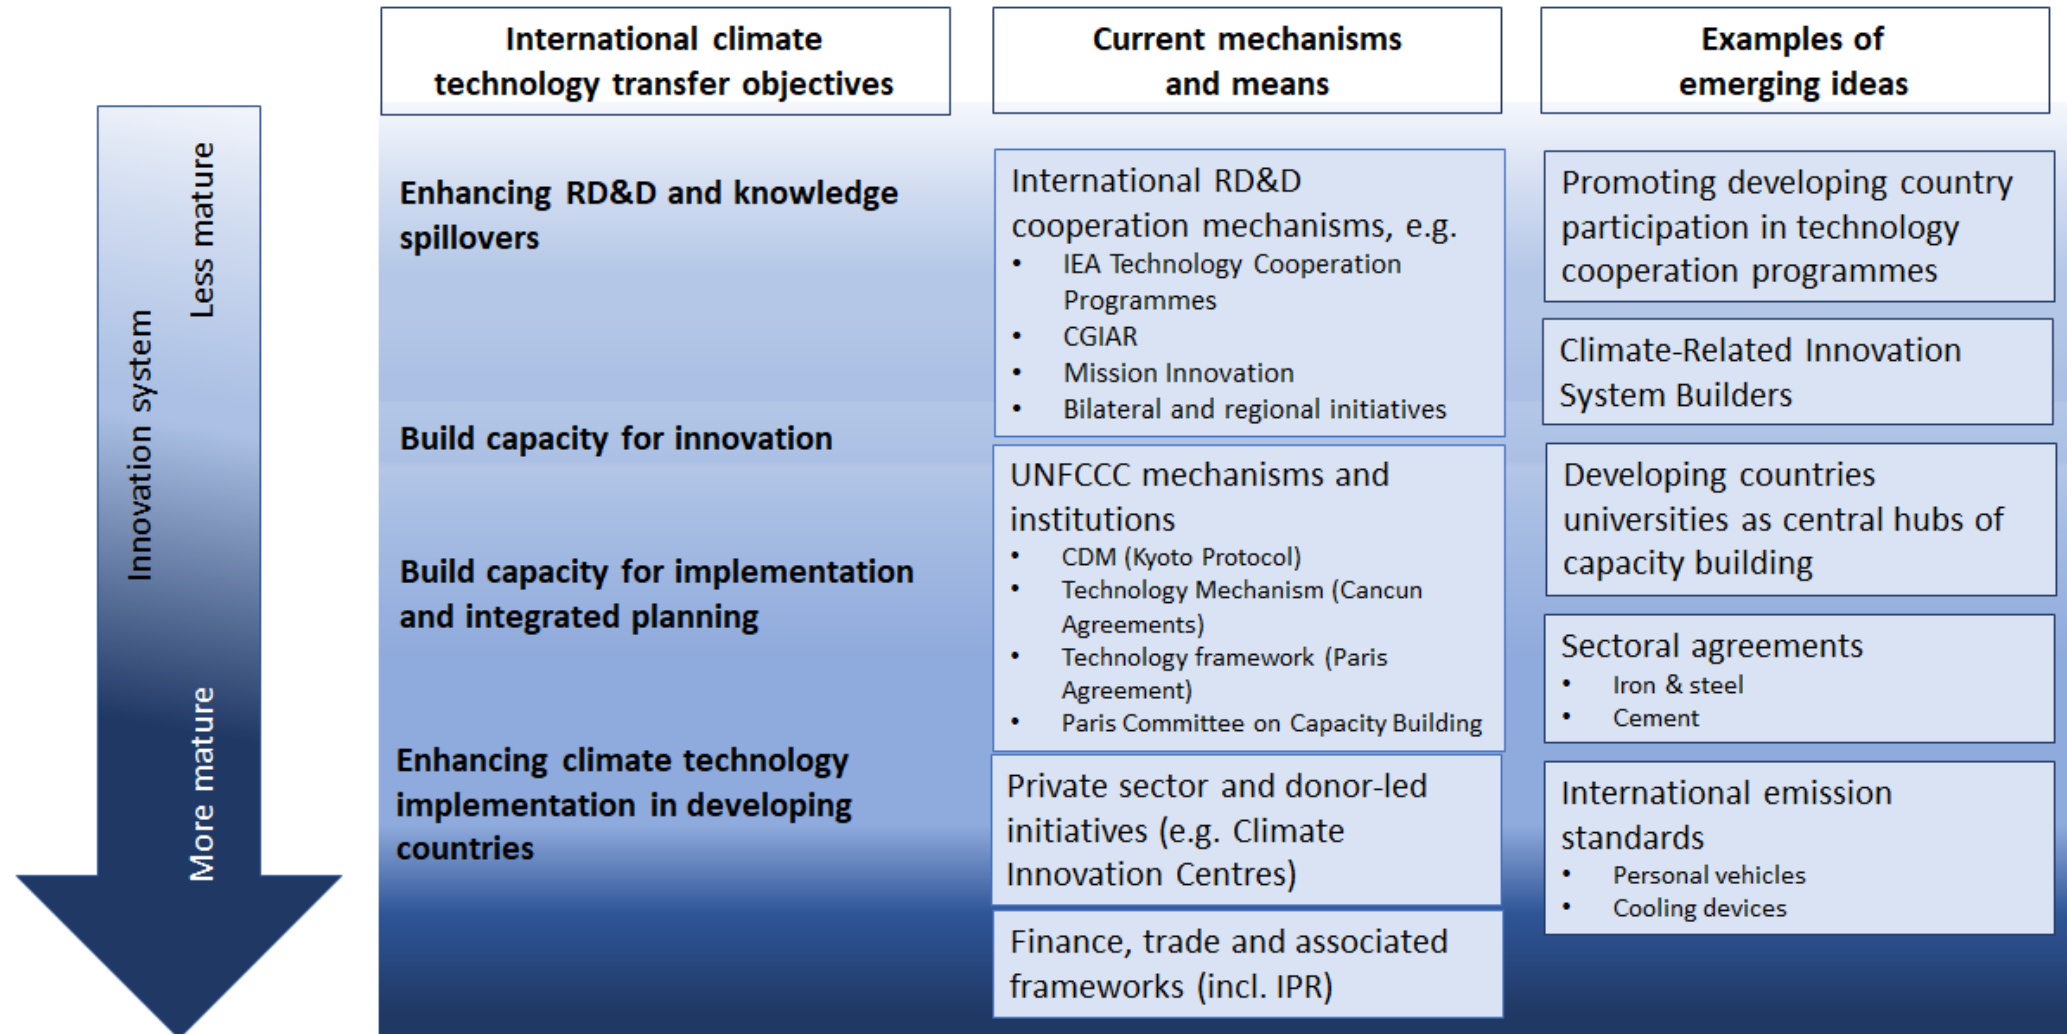 International climate
technology transfer objectives
Current mechanisms
and means
Examples of
emerging ideas
Innovation system
Less mature
More mature
Enhancing RD&D and knowledge
spillovers
Build capacity for innovation
Build capacity for implementation
and integrated planning
Enhancing climate technology
implementation in developing
countries
International RD&D
cooperation mechanisms, e.g.
• IEA Technology Cooperation
Programmes
• CGIAR
• Mission Innovation
• Bilateral and regional initiatives
UNFCCC mechanisms and
institutions
• CDM (Kyoto Protocol)
• Technology Mechanism (Cancun
Agreements)
• Technology framework (Paris
Agreement)
• Paris Committee on Capacity Building
Private sector and donor-led
initiatives (e.g. Climate
Innovation Centres)
Finance, trade and associated
frameworks (incl. IPR)
Promoting developing country
participation in technology
cooperation programmes
Climate-Related Innovation
System Builders
Developing countries
universities as central hubs of
capacity building
Sectoral agreements
• Iron & steel
• Cement
International emission
standards
• Personal vehicles
• Cooling devices